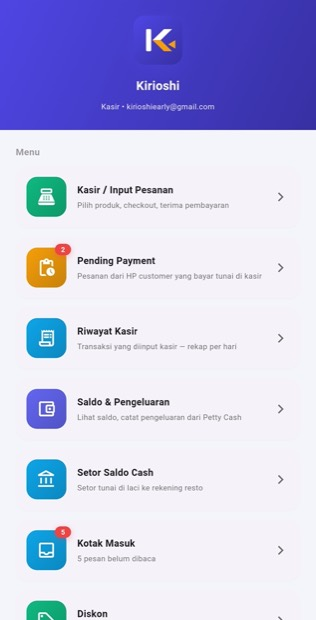 Kirioshi
Kasir • kirioshiearly@gmail.com
Menu
Kasir / Input Pesanan
Pilih produk, checkout, terima pembayaran
2
Pending Payment
Pesanan dari HP customer yang bayar tunai di kasir
Riwayat Kasir
Transaksi yang diinput kasir — rekap per hari
Saldo & Pengeluaran
Lihat saldo, catat pengeluaran dari Petty Cash
Setor Saldo Cash
Setor tunai di laci ke rekening resto
5
Kotak Masuk
5 pesan belum dibaca
Diskon